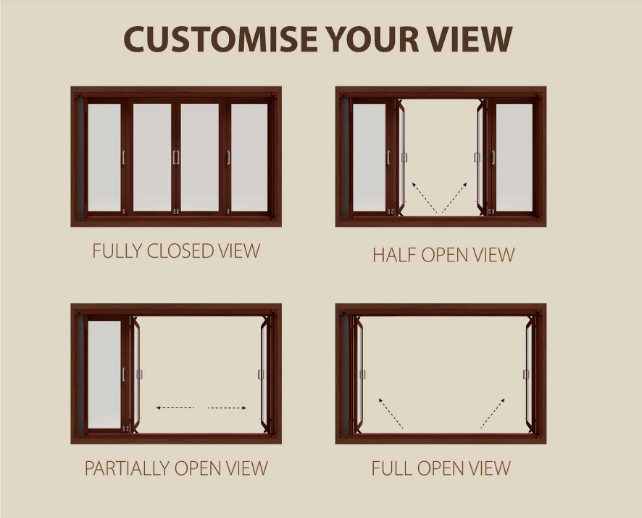 CUSTOMISE YOUR VIEW
FULLY CLOSED VIEW
HALF OPEN VIEW
PARTIALLY OPEN VIEW
FULL OPEN VIEW